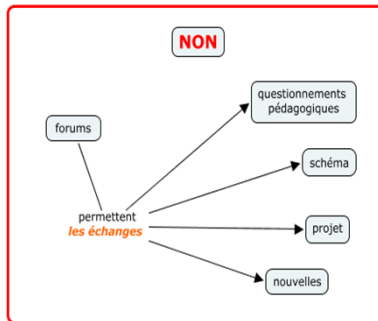 NON
questionnements
pédagogiques
forums
schéma
permettent
les échanges
projet
nouvelles